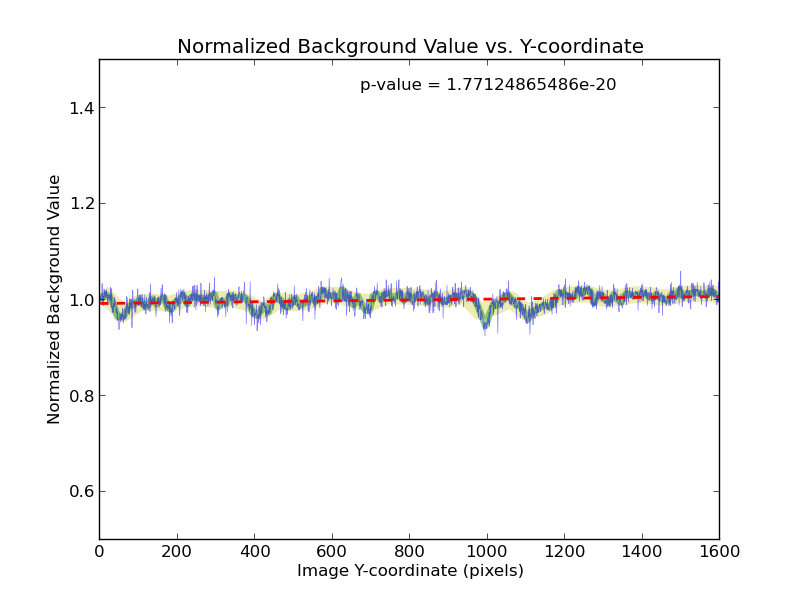 Normalized Background Value vs. Y-coordinate
p-value = 1.77124865486e-20
1.4
1.2
1.0
0.8
0.6
Normalized Background Value
0 200 400 600 800 1000 1200 1400 1600
Image Y-coordinate (pixels)